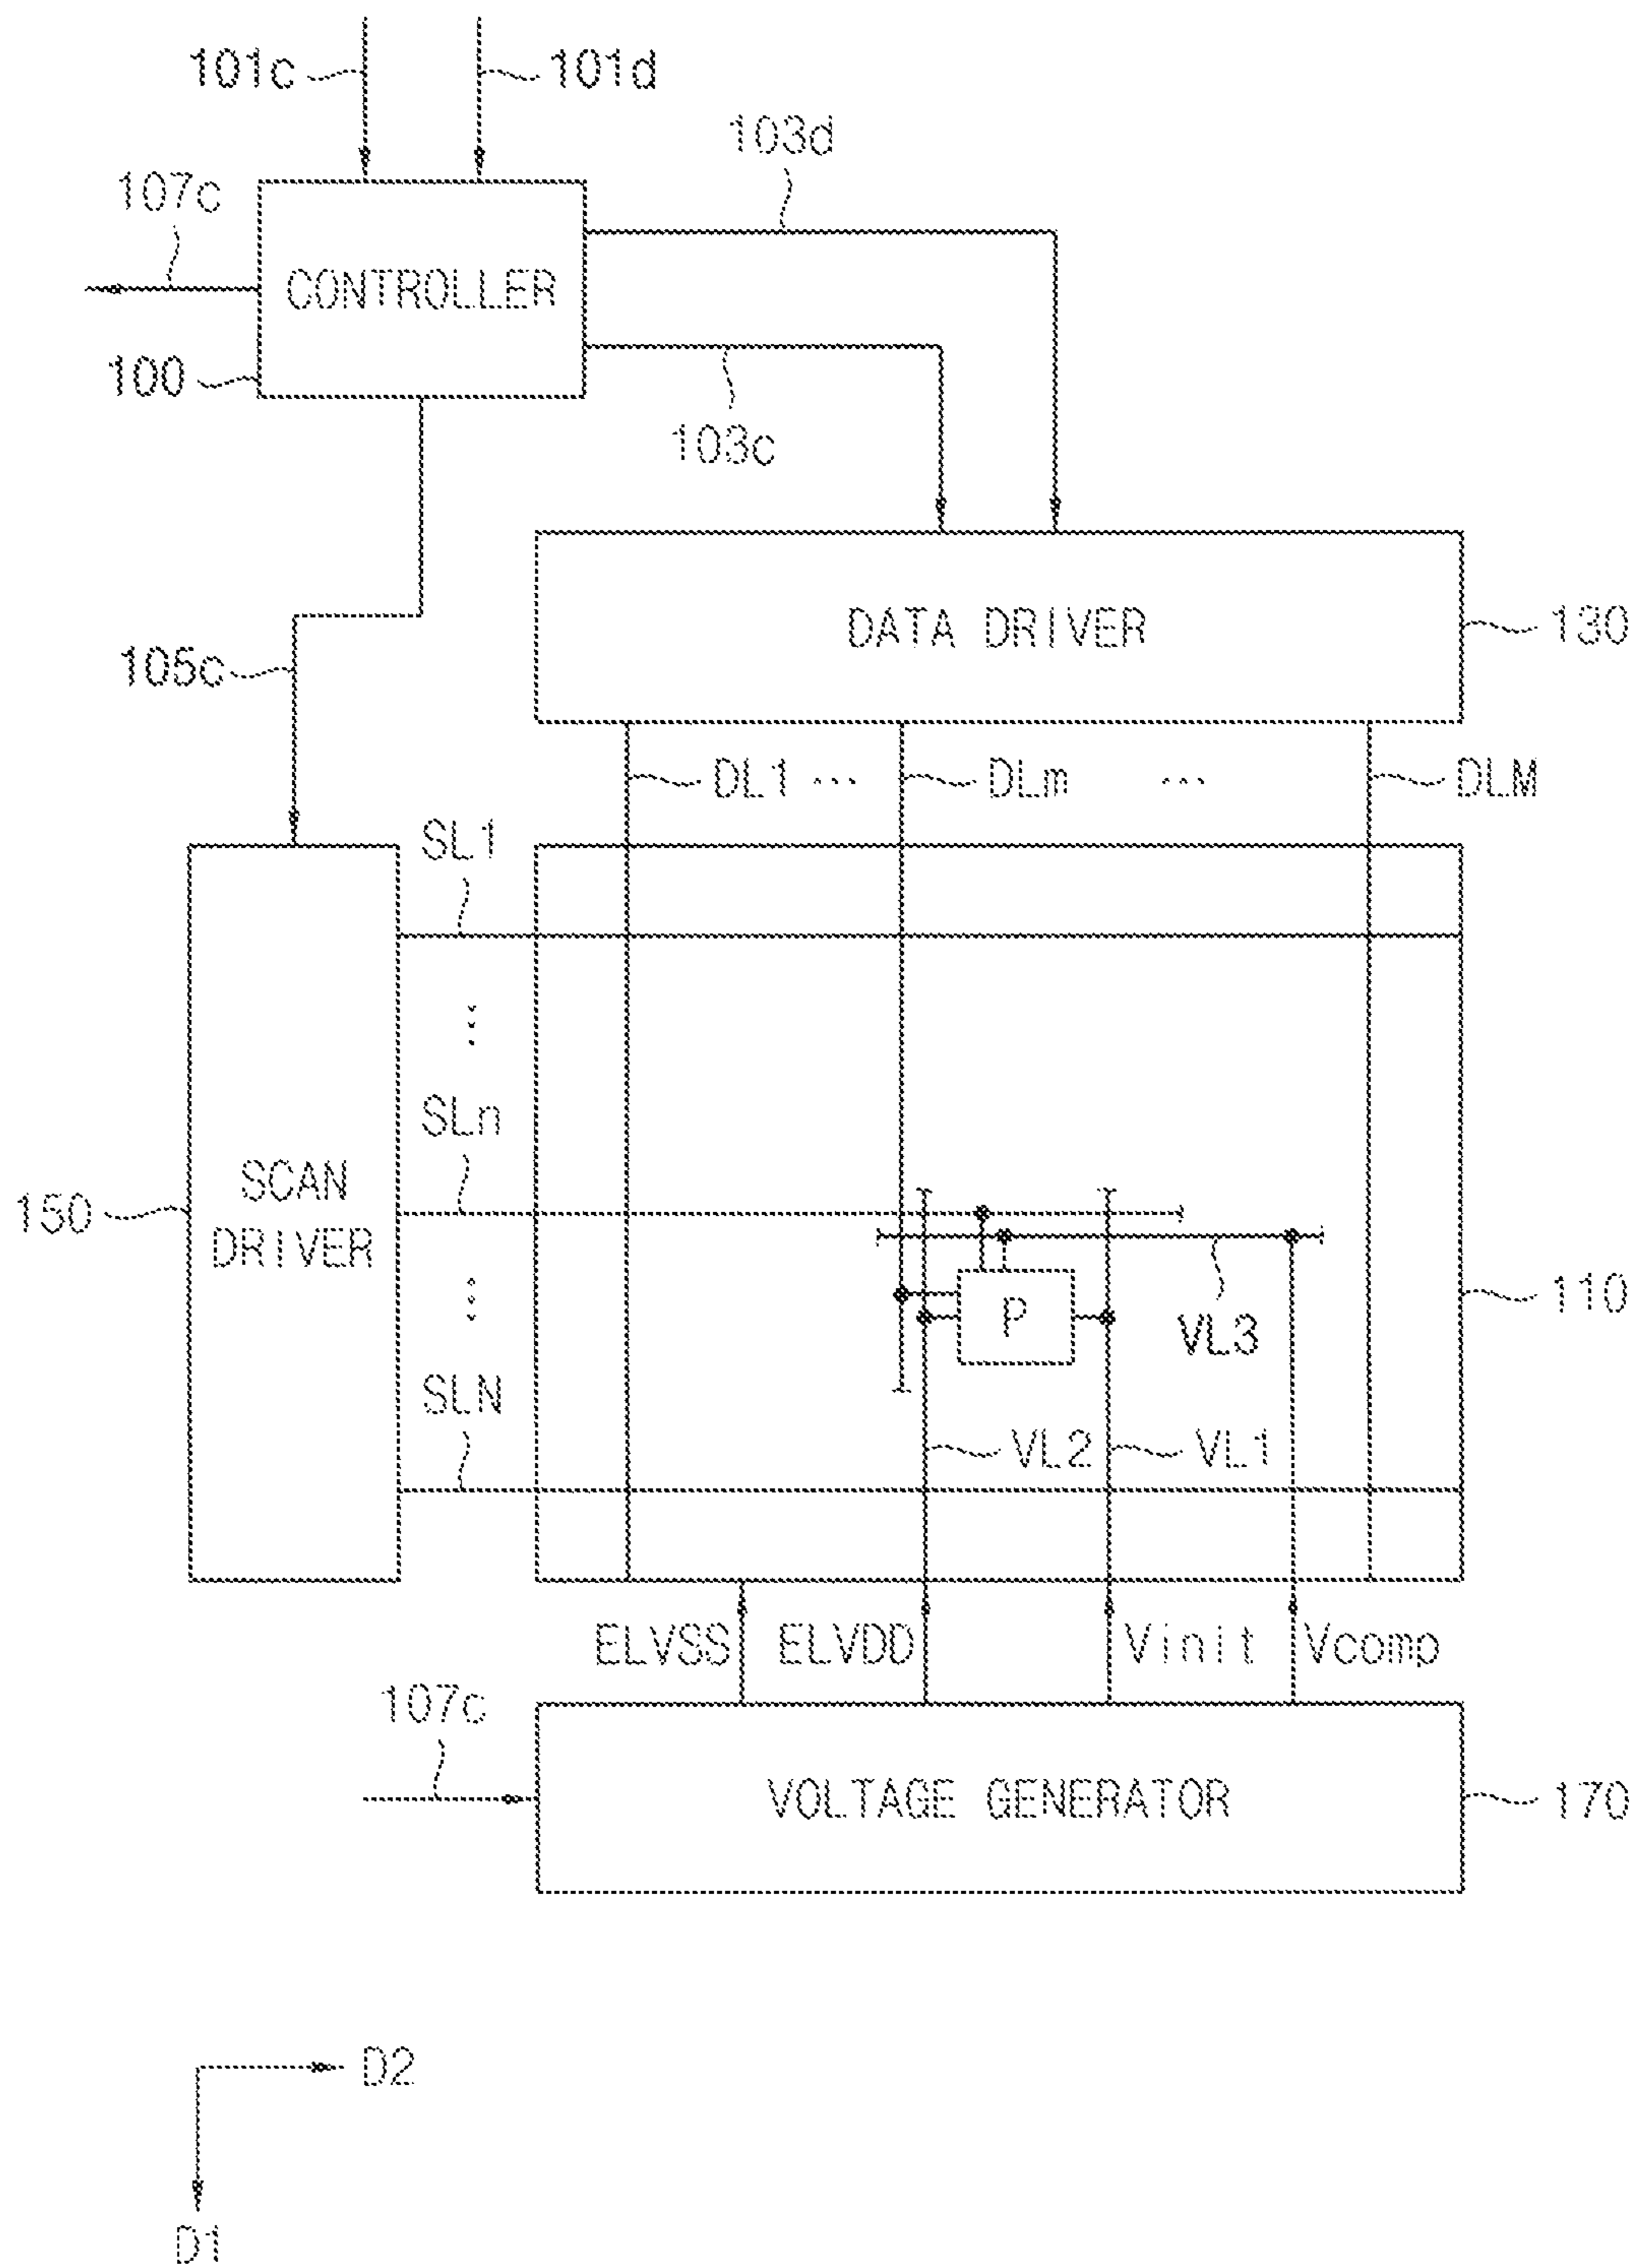 101c
101d
103d
107c
CONTROLLER
100
103c
DATA DRIVER
130
105c
DL1 ...
DLm ...
DLM
SL1
⋮
SLn
SCAN
DRIVER
150
⋮
P
110
VL3
SLN
VL2
VL1
ELVSS
ELVDD
Vinit
Vcomp
107c
VOLTAGE GENERATOR
170
D2
D1